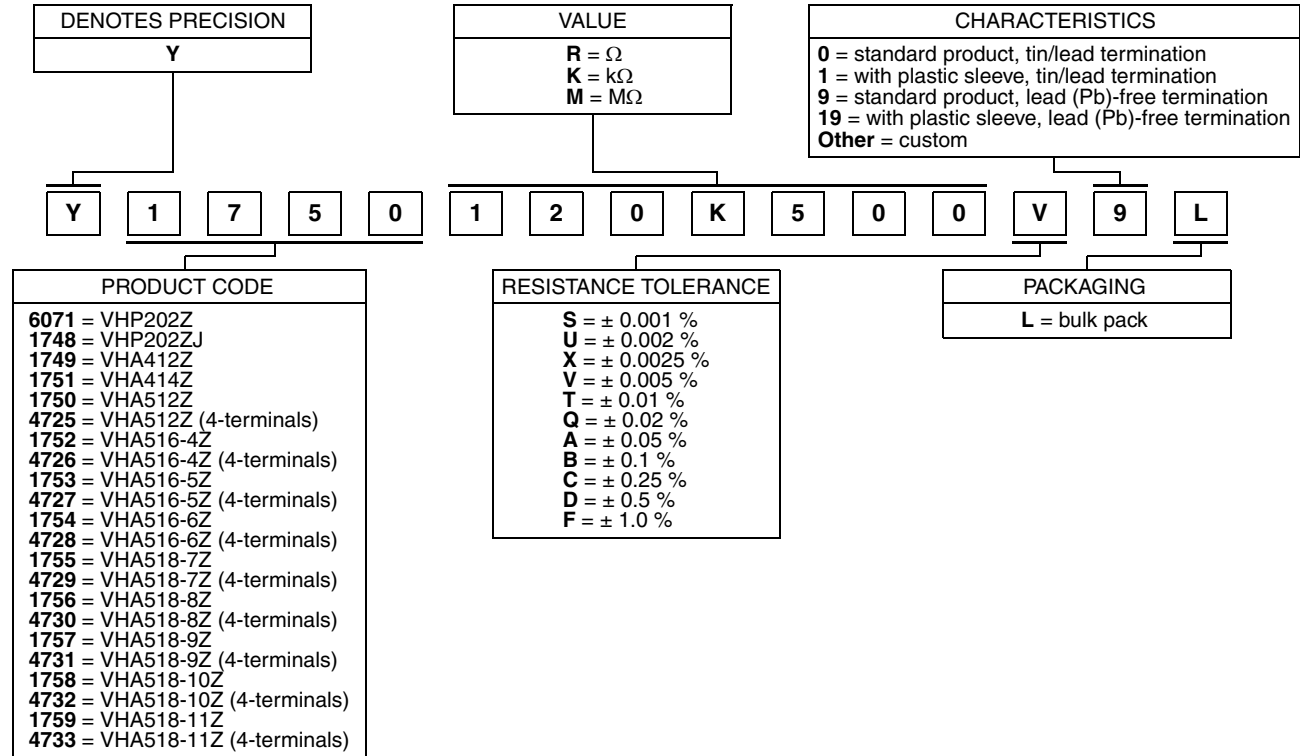 DENOTES PRECISION
Y
VALUE
R = Ω
K = kΩ
M = MΩ
CHARACTERISTICS
0 = standard product, tin/lead termination
1 = with plastic sleeve, tin/lead termination
9 = standard product, lead (Pb)-free termination
19 = with plastic sleeve, lead (Pb)-free termination
Other = custom
Y 1 7 5 0 1 2 0 K 5 0 0 V 9 L
PRODUCT CODE
6071 = VHP202Z
1748 = VHP202ZJ
1749 = VHA412Z
1751 = VHA414Z
1750 = VHA512Z
4725 = VHA512Z (4-terminals)
1752 = VHA516-4Z
4726 = VHA516-4Z (4-terminals)
1753 = VHA516-5Z
4727 = VHA516-5Z (4-terminals)
1754 = VHA516-6Z
4728 = VHA516-6Z (4-terminals)
1755 = VHA518-7Z
4729 = VHA518-7Z (4-terminals)
1756 = VHA518-8Z
4730 = VHA518-8Z (4-terminals)
1757 = VHA518-9Z
4731 = VHA518-9Z (4-terminals)
1758 = VHA518-10Z
4732 = VHA518-10Z (4-terminals)
1759 = VHA518-11Z
4733 = VHA518-11Z (4-terminals)
RESISTANCE TOLERANCE
S = ± 0.001 %
U = ± 0.002 %
X = ± 0.0025 %
V = ± 0.005 %
T = ± 0.01 %
Q = ± 0.02 %
A = ± 0.05 %
B = ± 0.1 %
C = ± 0.25 %
D = ± 0.5 %
F = ± 1.0 %
PACKAGING
L = bulk pack